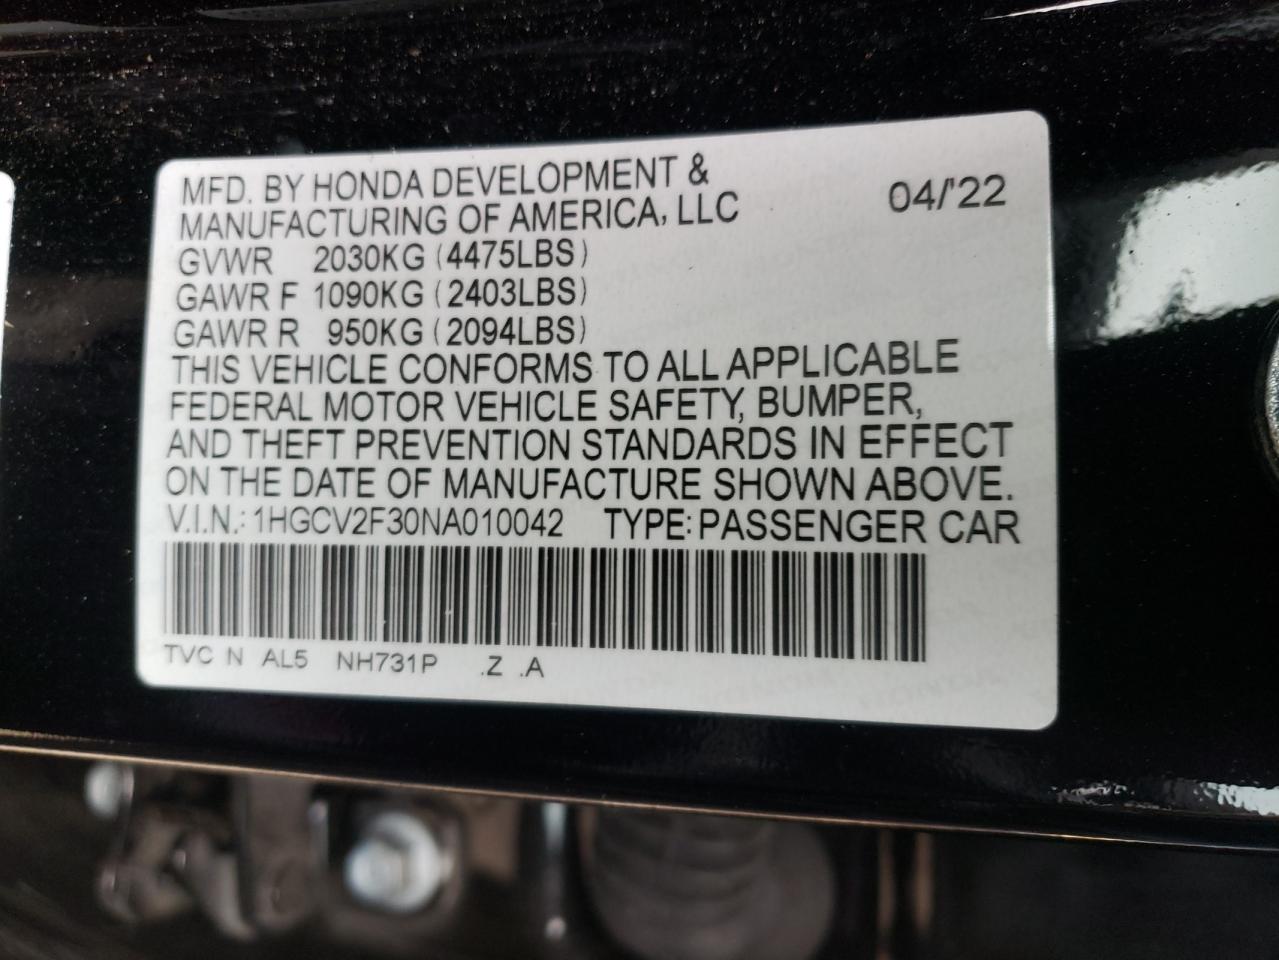 MFD. BY HONDA DEVELOPMENT & MANUFACTURING OF AMERICA, LLC 04/'22
GVWR 2030KG (4475LBS)
GAWR F 1090KG (2403LBS)
GAWR R 950KG (2094LBS)
THIS VEHICLE CONFORMS TO ALL APPLICABLE
FEDERAL MOTOR VEHICLE SAFETY, BUMPER,
AND THEFT PREVENTION STANDARDS IN EFFECT
ON THE DATE OF MANUFACTURE SHOWN ABOVE.
V.I.N.: 1HGCV2F30NA010042 TYPE: PASSENGER CAR
TVC N AL5 NH731P .Z .A